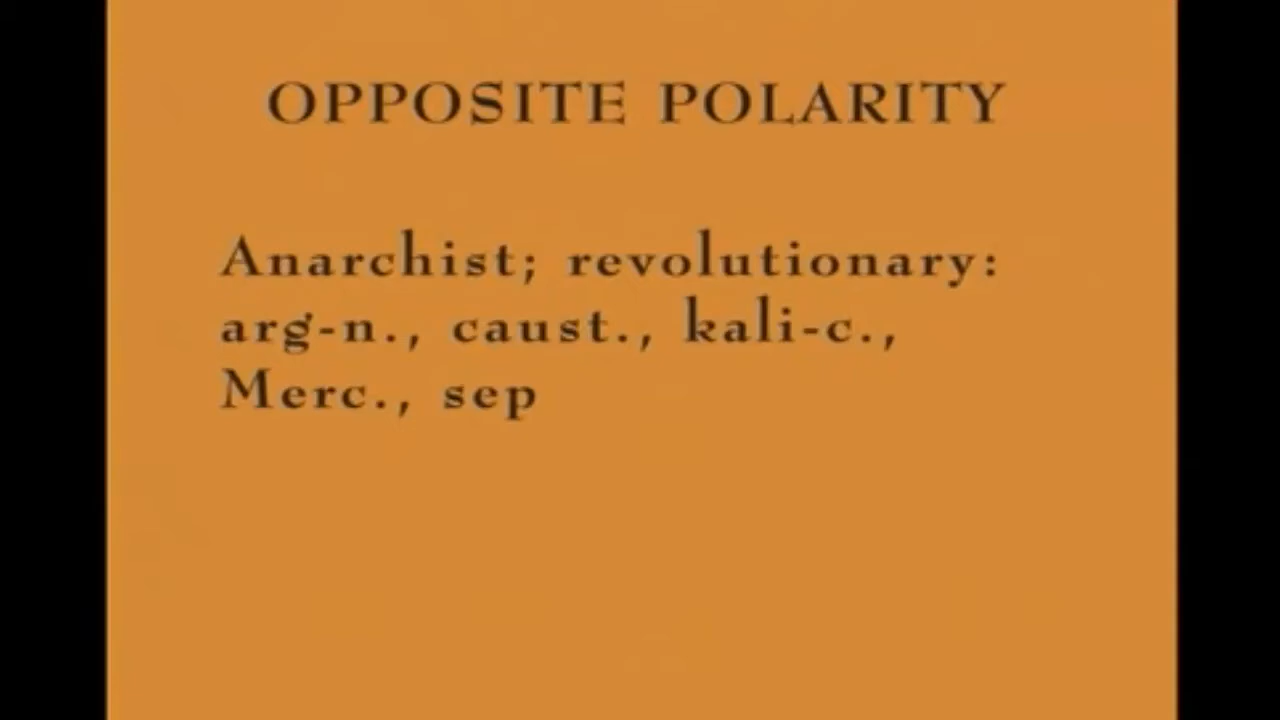 OPPOSITE POLARITY
Anarchist; revolutionary:
arg-n., caust., kali-c.,
Merc., sep